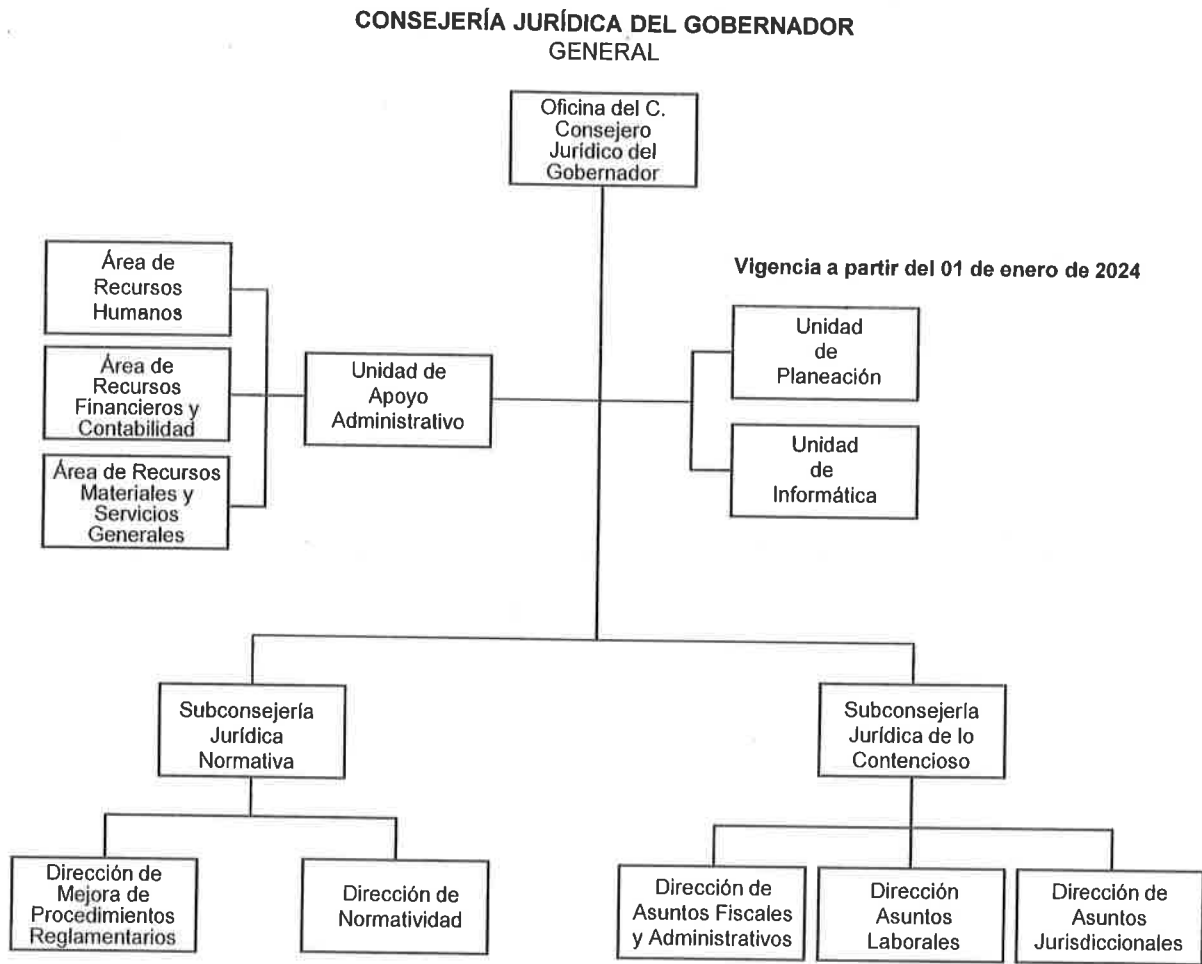 CONSEJERÍA JURÍDICA DEL GOBERNADOR
GENERAL
Oficina del C.
Consejero
Jurídico del
Gobernador
Vigencia a partir del 01 de enero de 2024
Área de
Recursos
Humanos
Área de
Recursos
Financieros y
Contabilidad
Área de Recursos
Materiales y
Servicios
Generales
Unidad de
Apoyo
Administrativo
Unidad
de
Planeación
Unidad
de
Informática
Subconsejería
Jurídica
Normativa
Subconsejería
Jurídica de lo
Contencioso
Dirección de
Mejora de
Procedimientos
Reglamentarios
Dirección de
Normatividad
Dirección de
Asuntos Fiscales
y Administrativos
Dirección
Asuntos
Laborales
Dirección de
Asuntos
Jurisdiccionales